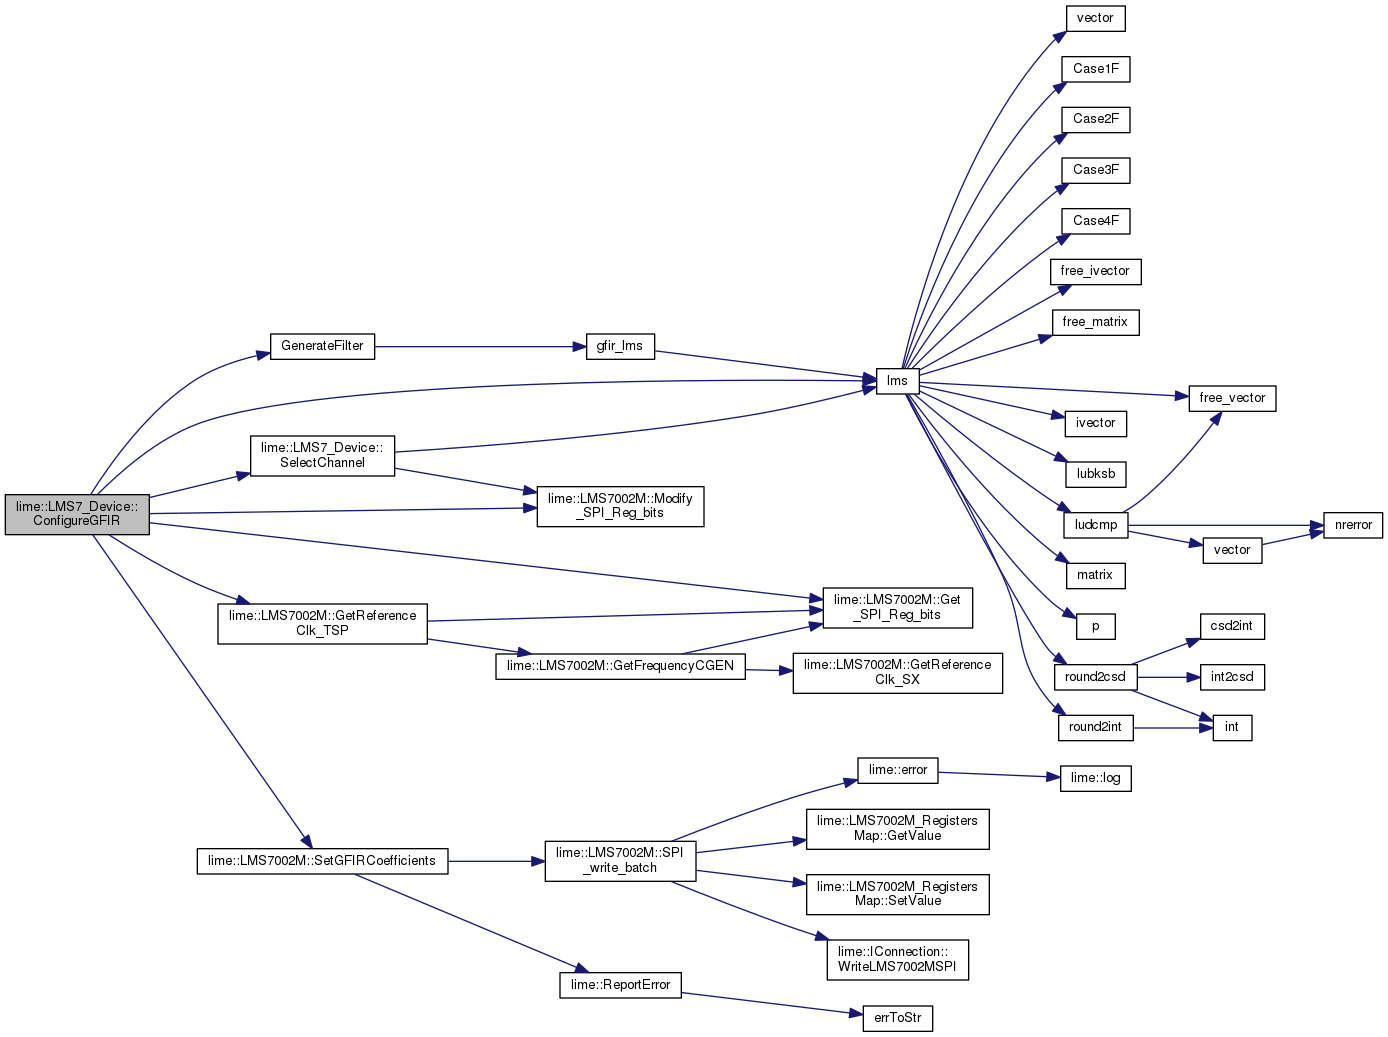 vector
Case1F
Case2F
Case3F
Case4F
free_ivector
free_matrix
GenerateFilter
gfir_lms
lms
free_vector
ivector
lime::LMS7_Device::
SelectChannel
lubksb
lime::LMS7_Device::
ConfigureGFIR
lime::LMS7002M::Modify
_SPI_Reg_bits
ludcmp
nrerror
vector
matrix
lime::LMS7002M::Get
_SPI_Reg_bits
lime::LMS7002M::GetReference
Clk_TSP
p
csd2int
lime::LMS7002M::GetFrequencyCGEN
lime::LMS7002M::GetReference
Clk_SX
round2csd
int2csd
round2int
int
lime::error
lime::log
lime::LMS7002M_Registers
Map::GetValue
lime::LMS7002M::SetGFIRCoefficients
lime::LMS7002M::SPI
_write_batch
lime::LMS7002M_Registers
Map::SetValue
lime::IConnection::
WriteLMS7002MSPI
lime::ReportError
errToStr